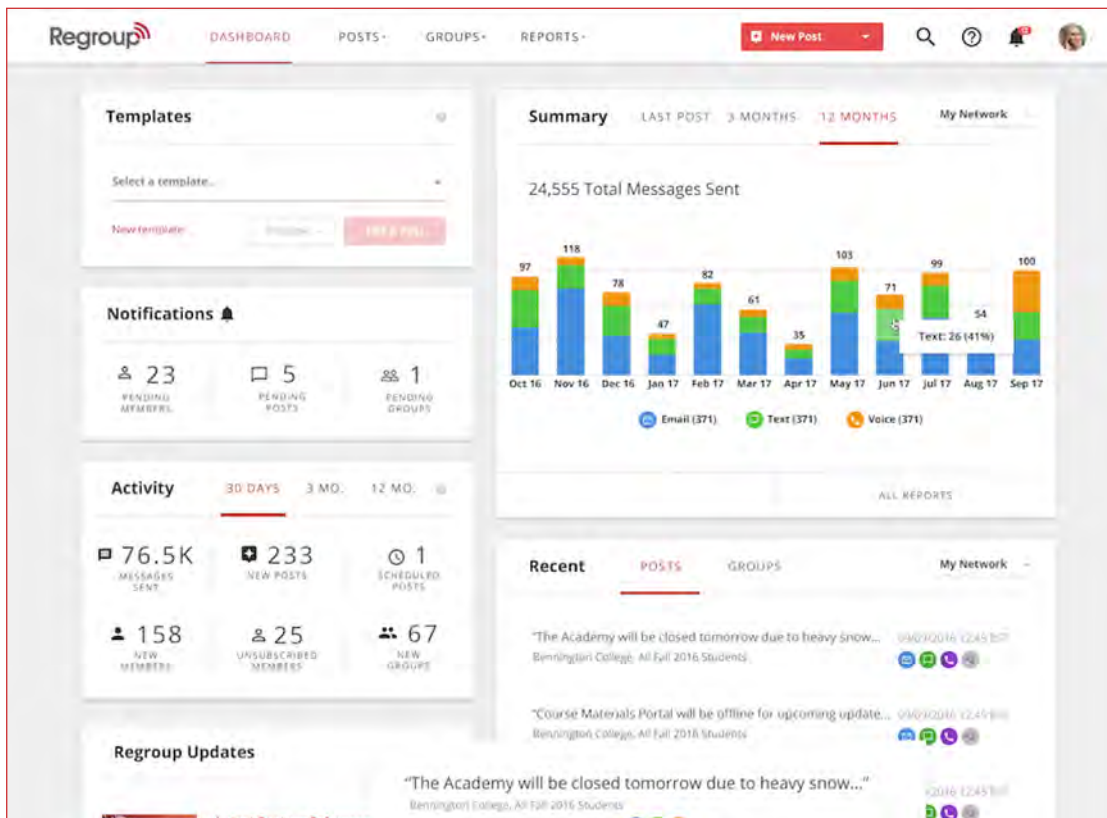 Regroup
DASHBOARD POSTS GROUPS REPORTS
New Post
Templates
Select a template...
New template
Notifications
23 PENDING MEMBERS
5 PENDING POSTS
1 PENDING GROUPS
Activity 30 DAYS 3 MO. 12 MO.
76.5K MESSAGES SENT
233 NEW POSTS
1 SCHEDULED POSTS
158 NEW MEMBERS
25 UNSUBSCRIBED MEMBERS
67 NEW GROUPS
Regroup Updates
Summary LAST POST 3 MONTHS 12 MONTHS My Network
24,555 Total Messages Sent
97 118 78 47 82 61 35 103 71 99 54 100
Text: 26 (41%)
Oct 16 Nov 16 Dec 16 Jan 17 Feb 17 Mar 17 Apr 17 May 17 Jun 17 Jul 17 Aug 17 Sep 17
Email (371) Text (371) Voice (371)
ALL REPORTS
Recent POSTS GROUPS My Network
"The Academy will be closed tomorrow due to heavy snow...
Bennington College, All Fall 2016 Students
"Course Materials Portal will be offline for upcoming update...
Bennington College, All Fall 2016 Students
"The Academy will be closed tomorrow due to heavy snow..."
Bennington College, All Fall 2016 Students